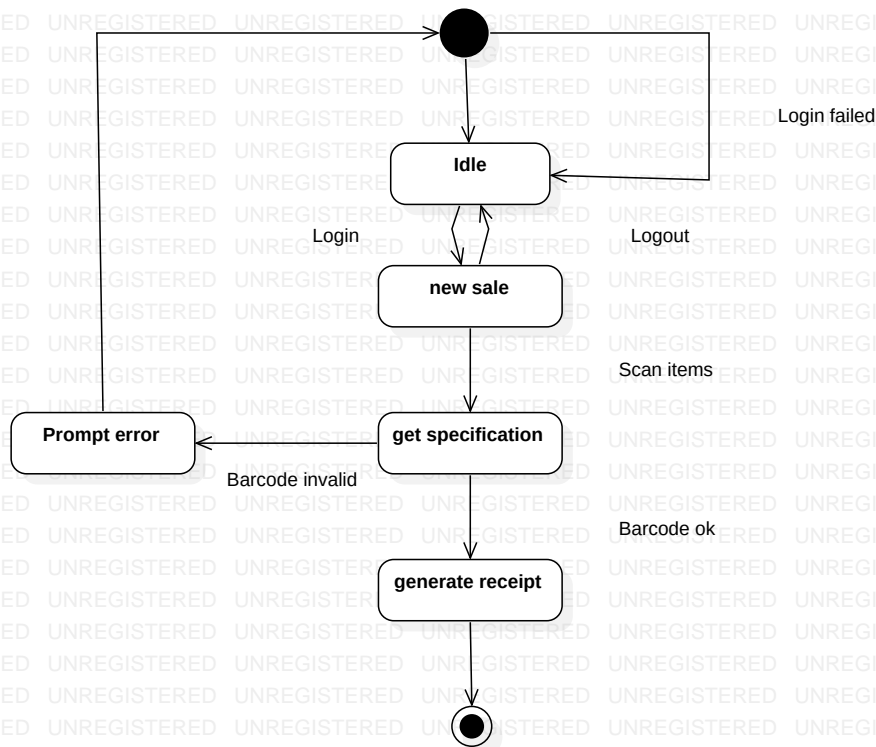 Login failed
Idle
Login
Logout
new sale
Scan items
Prompt error
get specification
Barcode invalid
Barcode ok
generate receipt
UNREGISTERED